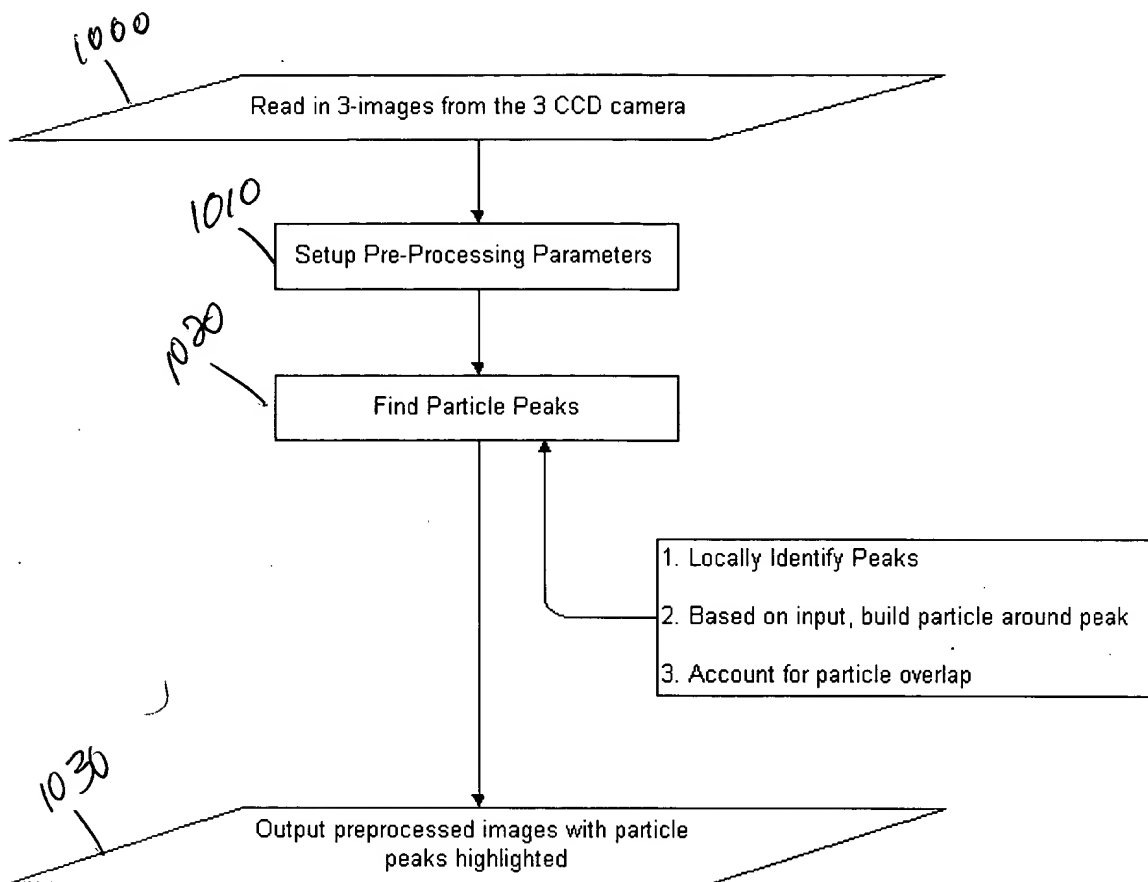 1000
Read in 3-images from the 3 CCD camera
1010
Setup Pre-Processing Parameters
1020
Find Particle Peaks
1. Locally Identify Peaks
2. Based on input, build particle around peak
3. Account for particle overlap
1030
Output preprocessed images with particle
peaks highlighted